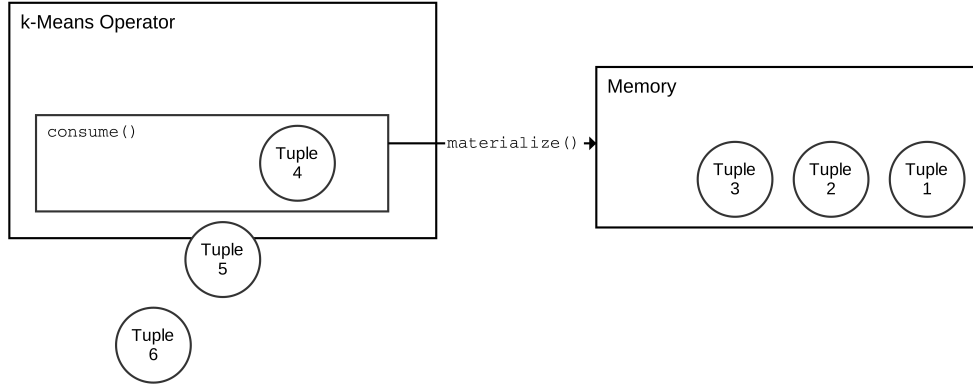 k-Means Operator
consume()
Tuple
4
materialize()
Memory
Tuple
3
Tuple
2
Tuple
1
Tuple
5
Tuple
6